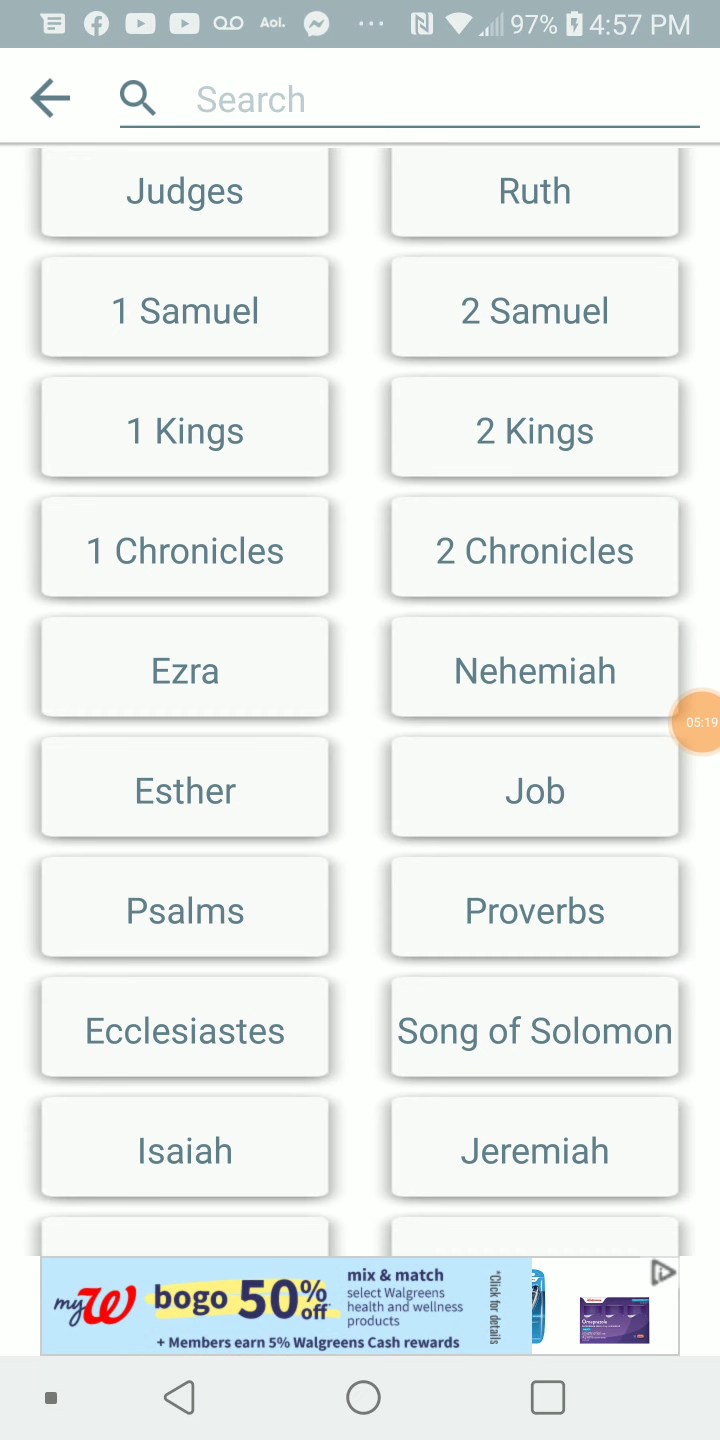 Aol. ... 97% 4:57 PM
Search
Judges Ruth
1 Samuel 2 Samuel
1 Kings 2 Kings
1 Chronicles 2 Chronicles
Ezra Nehemiah
05:19
Esther Job
Psalms Proverbs
Ecclesiastes Song of Solomon
Isaiah Jeremiah
myW bogo 50% off
mix & match
select Walgreens
health and wellness
products
+ Members earn 5% Walgreens Cash rewards
*Click for details
Omeprazole